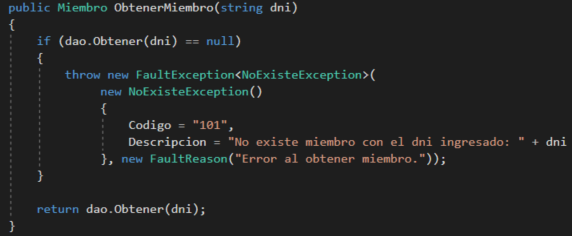 public Miembro ObtenerMiembro(string dni)
{
    if (dao.Obtener(dni) == null)
    {
        throw new FaultException<NoExisteException>(
            new NoExisteException()
            {
                Codigo = "101",
                Descripcion = "No existe miembro con el dni ingresado: " + dni
            }, new FaultReason("Error al obtener miembro."));
    }

    return dao.Obtener(dni);
}